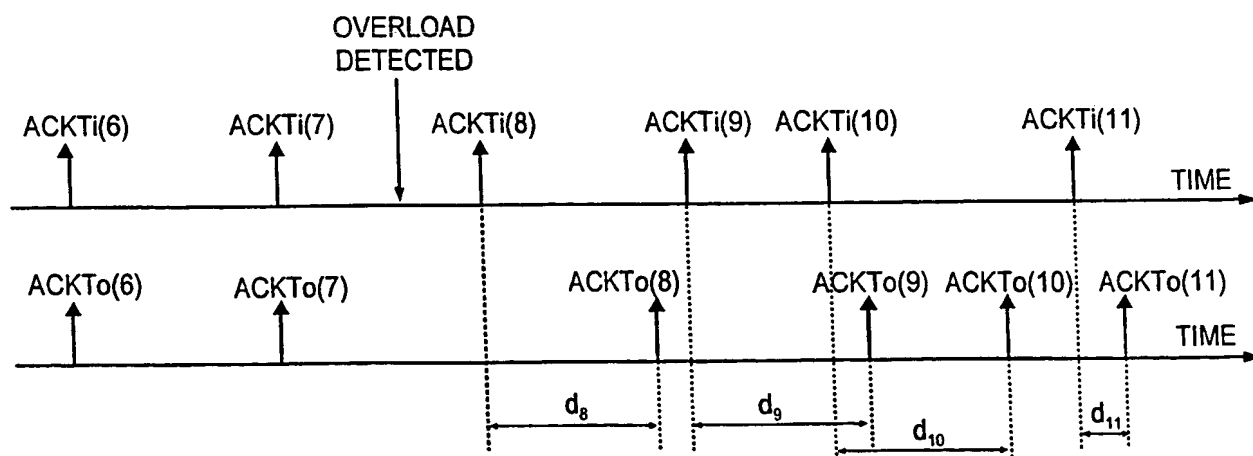 OVERLOAD
DETECTED
ACKTi(6) ACKTi(7) ACKTi(8) ACKTi(9) ACKTi(10) ACKTi(11)
TIME
ACKTo(6) ACKTo(7) ACKTo(8) ACKTo(9) ACKTo(10) ACKTo(11)
TIME
d₈ d₉ d₁₀ d₁₁